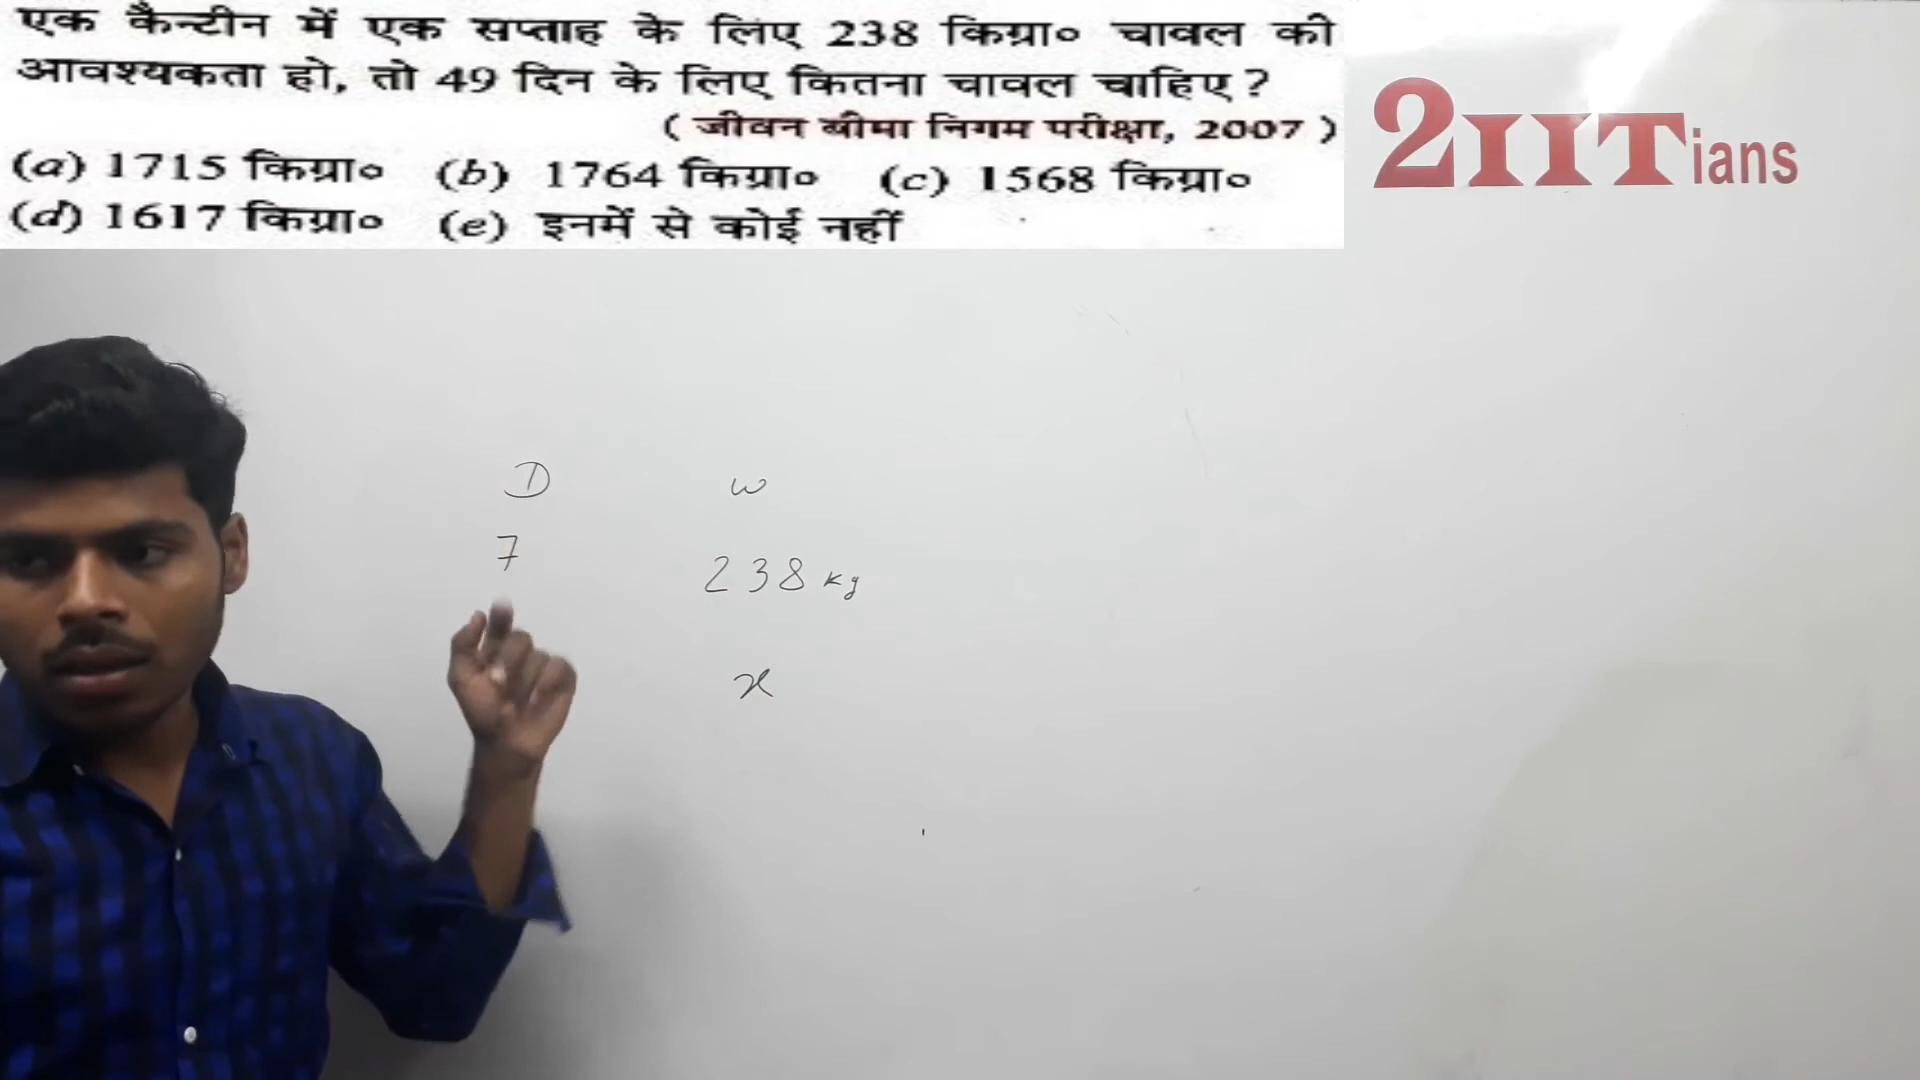 एक कैन्टीन में एक सप्ताह के लिए 238 किग्रा० चावल की
आवश्यकता हो, तो 49 दिन के लिए कितना चावल चाहिए ?
( जीवन बीमा निगम परीक्षा, 2007 )
(a) 1715 किग्रा० (b) 1764 किग्रा० (c) 1568 किग्रा०
(d) 1617 किग्रा० (e) इनमें से कोई नहीं
2IITians
D w
7 238 kg
x